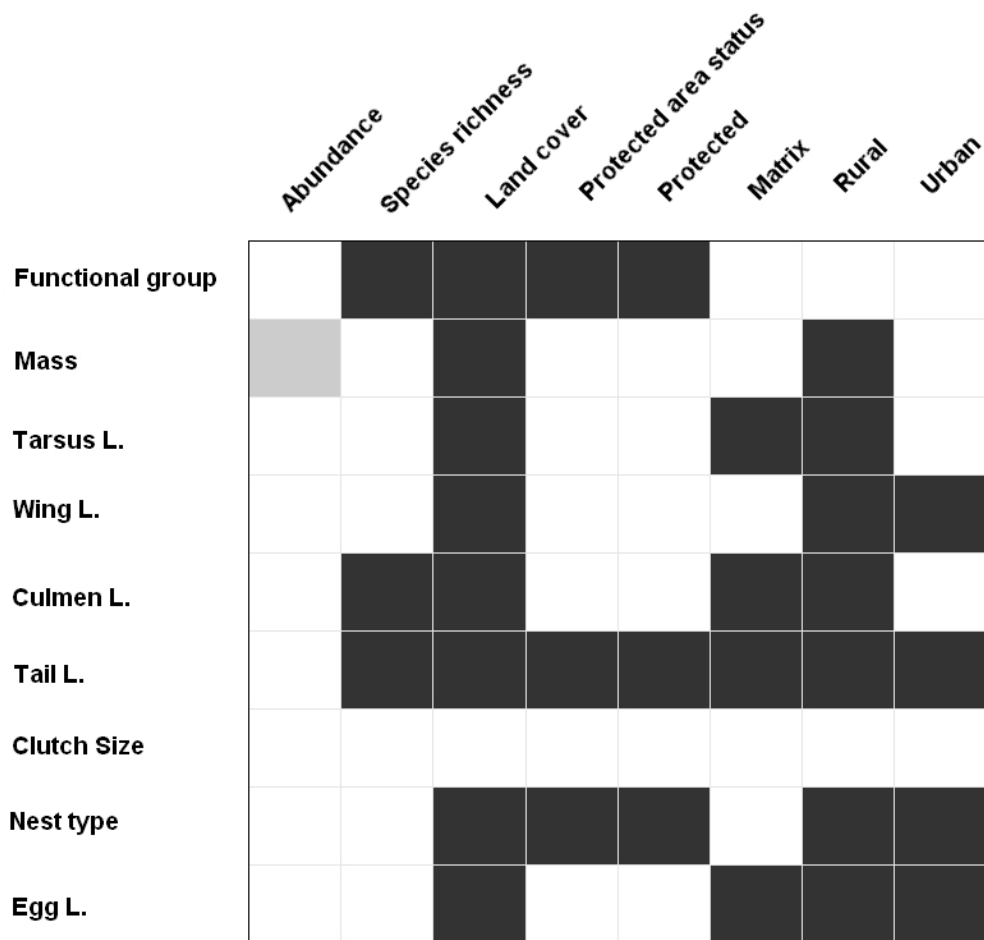 Abundance
Species richness
Land cover
Protected area status
Protected
Matrix
Rural
Urban
Functional group
Mass
Tarsus L.
Wing L.
Culmen L.
Tail L.
Clutch Size
Nest type
Egg L.